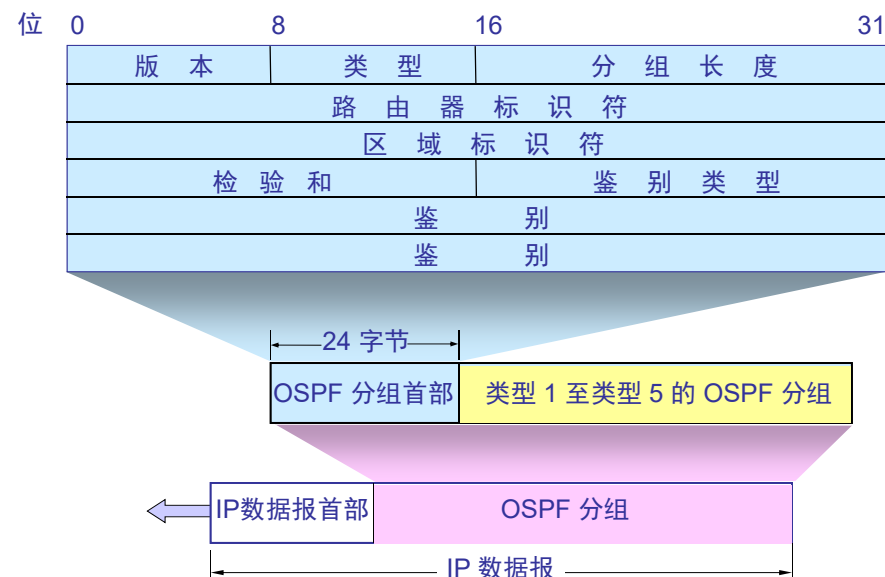 位 0 8 16 31
版 本 类 型 分 组 长 度
路 由 器 标 识 符
区 域 标 识 符
检 验 和 鉴 别 类 型
鉴 别
鉴 别
24 字节
OSPF 分组首部 类型 1 至类型 5 的 OSPF 分组
IP数据报首部 OSPF 分组
IP 数据报